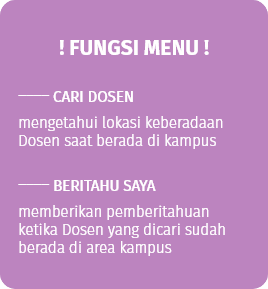 ! FUNGSI MENU !
CARI DOSEN
mengetahui lokasi keberadaan
Dosen saat berada di kampus
BERITAHU SAYA
memberikan pemberitahuan
ketika Dosen yang dicari sudah
berada di area kampus